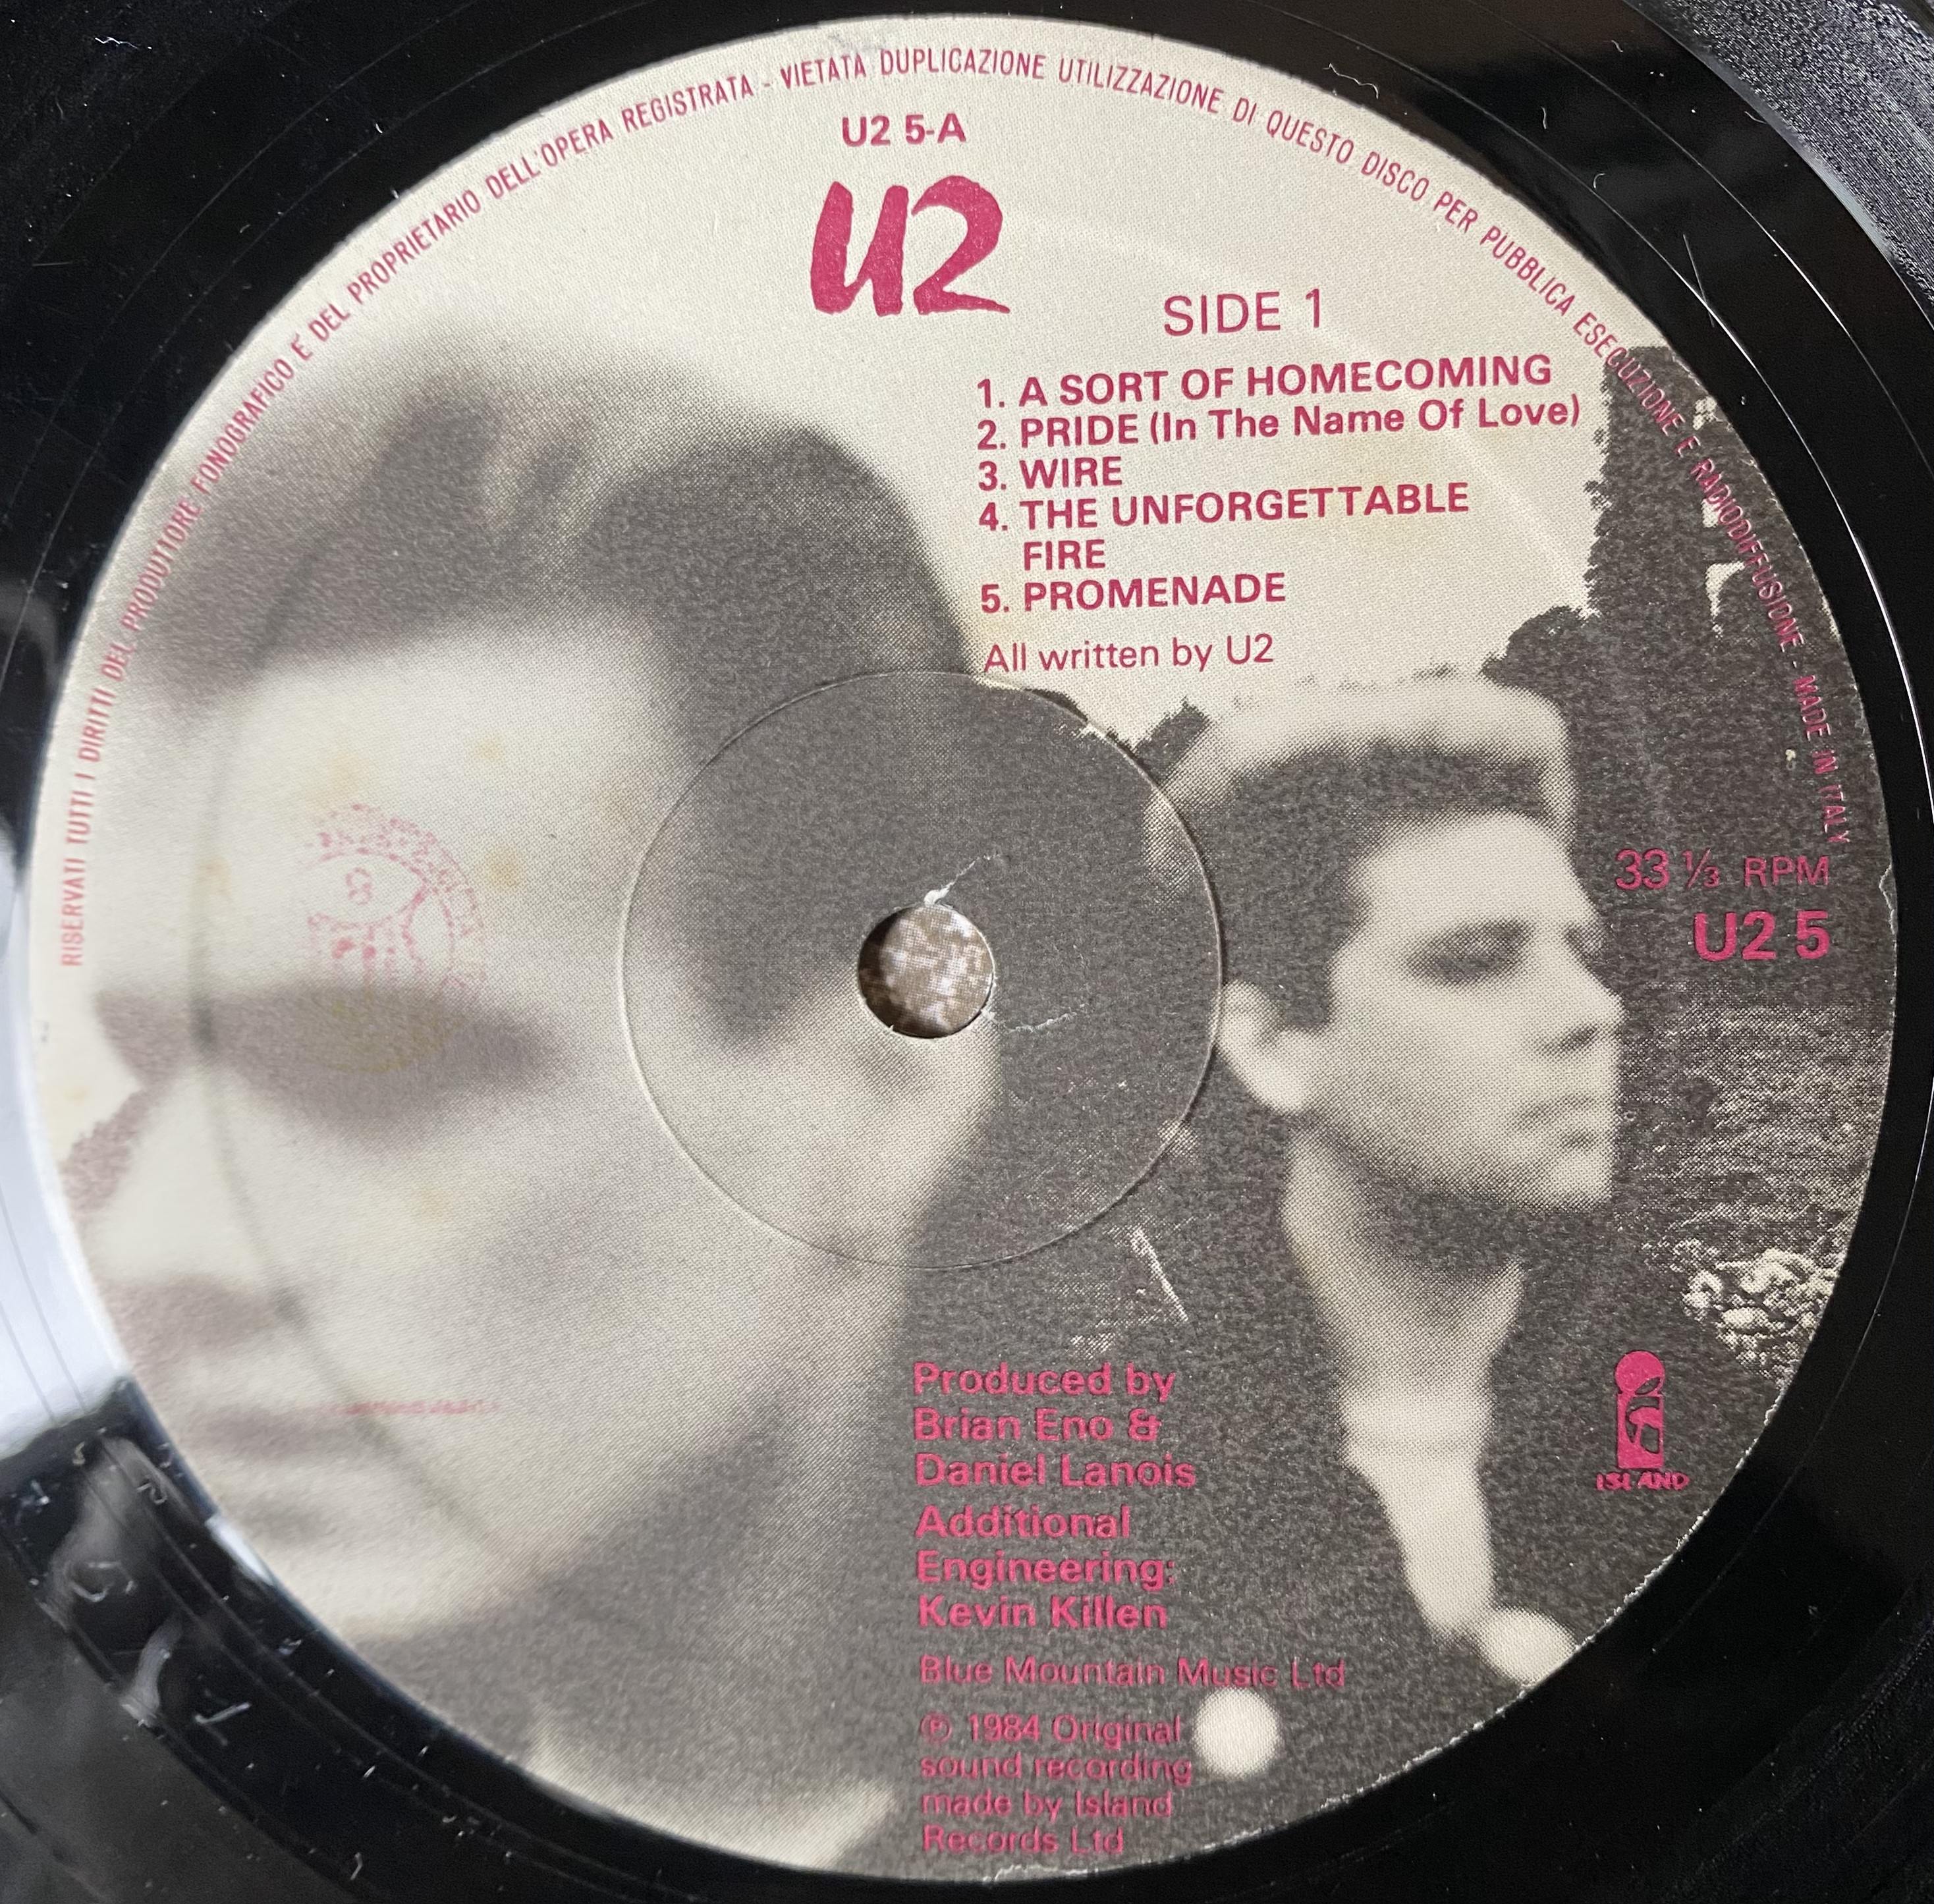 RISERVATI TUTTI I DIRITTI DEL PRODUTTORE FONOGRAFICO E DEL PROPRIETARIO DELL'OPERA REGISTRATA - VIETATA DUPLICAZIONE UTILIZZAZIONE DI QUESTO DISCO PER PUBBLICA ESECUZIONE E RADIODIFFUSIONE - MADE IN ITALY
U2 5-A
U2
SIDE 1
1. A SORT OF HOMECOMING
2. PRIDE (In The Name Of Love)
3. WIRE
4. THE UNFORGETTABLE
FIRE
5. PROMENADE
All written by U2
33 ⅓ RPM
U2 5
Produced by
Brian Eno &
Daniel Lanois
Additional
Engineering:
Kevin Killen
Blue Mountain Music Ltd
℗ 1984 Original
sound recording
made by Island
Records Ltd
ISLAND